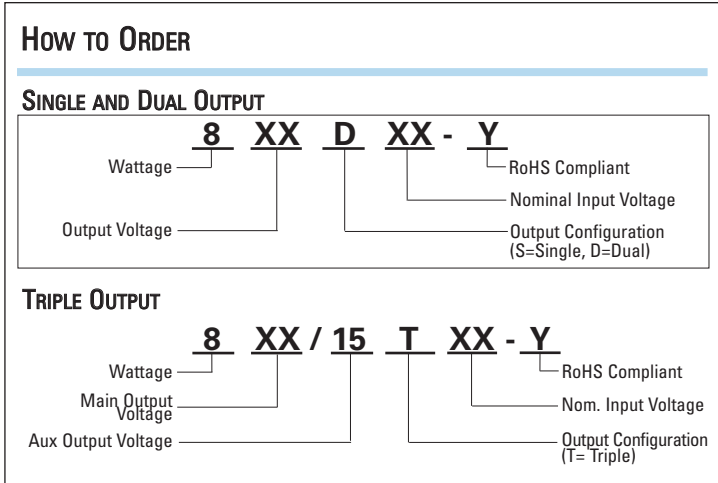 HOW TO ORDER
SINGLE AND DUAL OUTPUT
8 XX D XX - Y
Wattage
RoHS Compliant
Nominal Input Voltage
Output Voltage
Output Configuration
(S=Single, D=Dual)
TRIPLE OUTPUT
8 XX / 15 T XX - Y
Wattage
RoHS Compliant
Main Output
Voltage
Nom. Input Voltage
Aux Output Voltage
Output Configuration
(T= Triple)